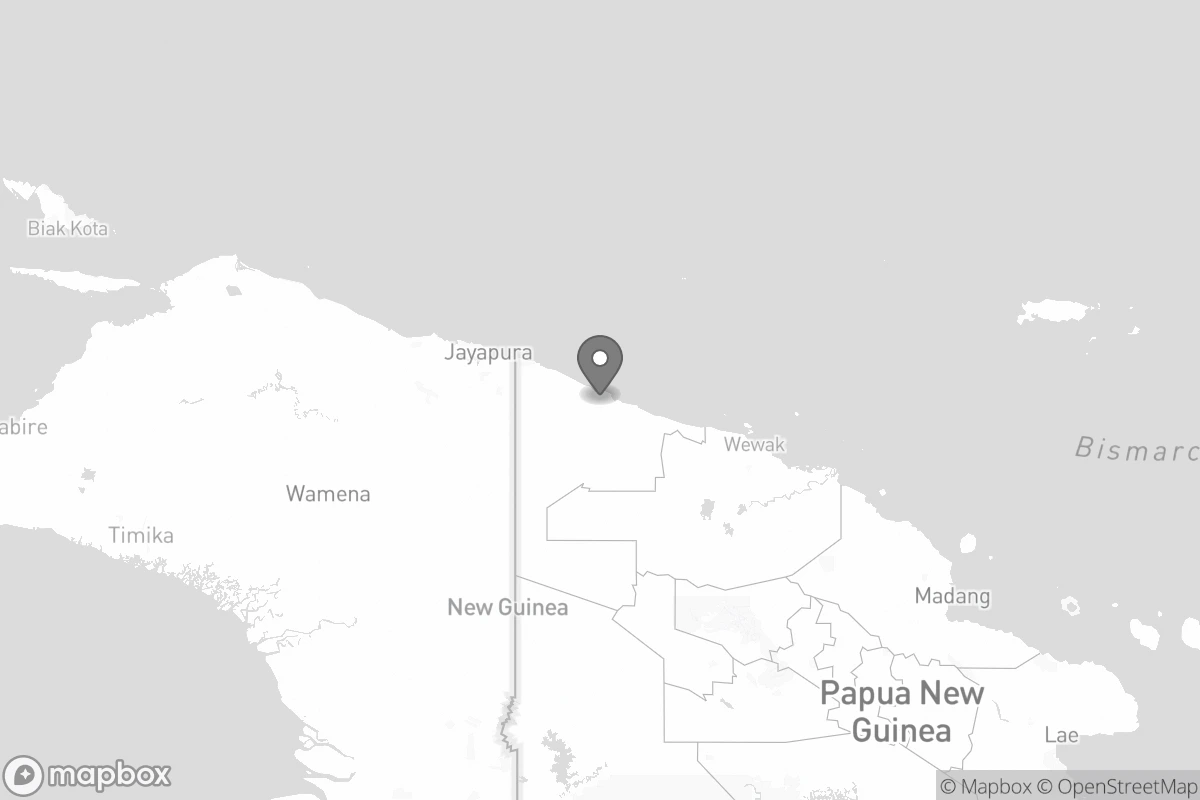 Biak Kota
Jayapura
abire
Wewak
Bismarc
Wamena
Timika
New Guinea
Madang
Papua New
Guinea
Lae
mapbox
© Mapbox © OpenStreetMap